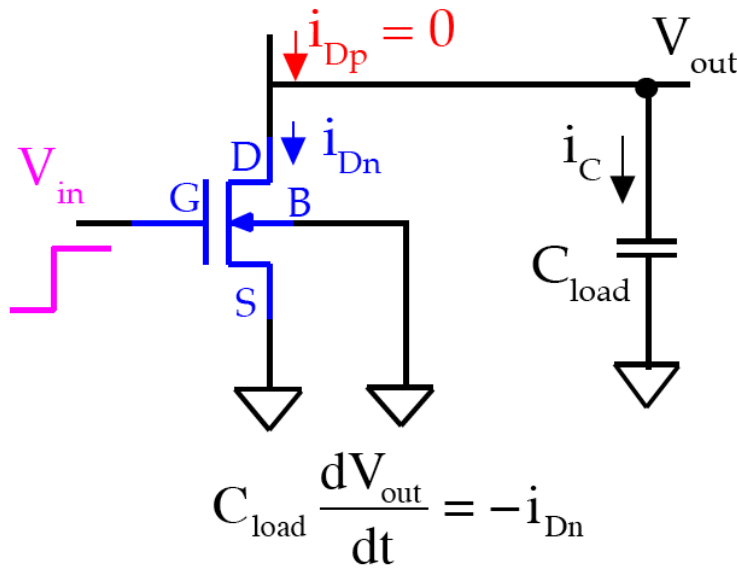 i_Dp = 0
V_out
D
i_Dn
i_C
V_in
G
B
C_load
S
C_load dV_out/dt = −i_Dn